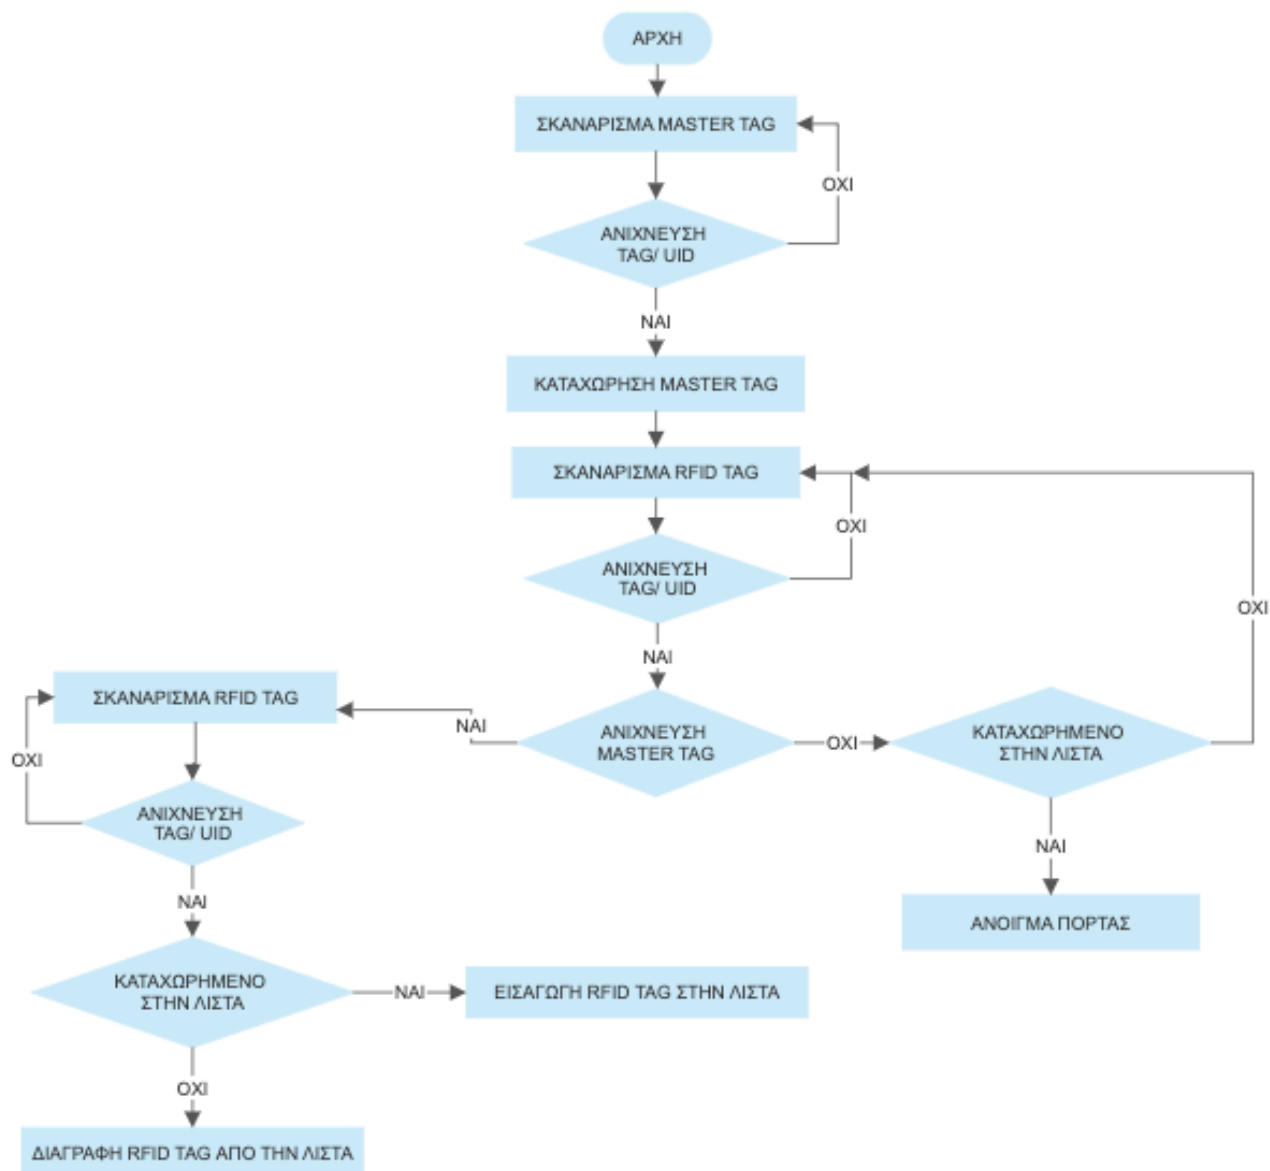 ΑΡΧΗ
ΣΚΑΝΑΡΙΣΜΑ MASTER TAG
ΟΧΙ
ΑΝΙΧΝΕΥΣΗ
TAG/ UID
ΝΑΙ
ΚΑΤΑΧΩΡΗΣΗ MASTER TAG
ΣΚΑΝΑΡΙΣΜΑ RFID TAG
ΟΧΙ
ΑΝΙΧΝΕΥΣΗ
TAG/ UID
ΟΧΙ
ΝΑΙ
ΣΚΑΝΑΡΙΣΜΑ RFID TAG
ΝΑΙ
ΑΝΙΧΝΕΥΣΗ
MASTER TAG
ΟΧΙ
ΚΑΤΑΧΩΡΗΜΕΝΟ
ΣΤΗΝ ΛΙΣΤΑ
ΟΧΙ
ΑΝΙΧΝΕΥΣΗ
TAG/ UID
ΝΑΙ
ΝΑΙ
ΑΝΟΙΓΜΑ ΠΟΡΤΑΣ
ΚΑΤΑΧΩΡΗΜΕΝΟ
ΣΤΗΝ ΛΙΣΤΑ
ΝΑΙ
ΕΙΣΑΓΩΓΗ RFID TAG ΣΤΗΝ ΛΙΣΤΑ
ΟΧΙ
ΔΙΑΓΡΑΦΗ RFID TAG ΑΠΟ ΤΗΝ ΛΙΣΤΑ